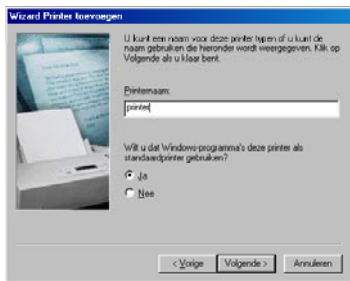 Wizard Printer toevoegen
U kunt een naam voor deze printer typen of u kunt de
naam gebruiken die hieronder wordt weergegeven. Klik op
Volgende als u klaar bent.
Printernaam:
printer
Wilt u dat Windows-programma's deze printer als
standaardprinter gebruiken?
Ja
Nee
< Vorige
Volgende >
Annuleren